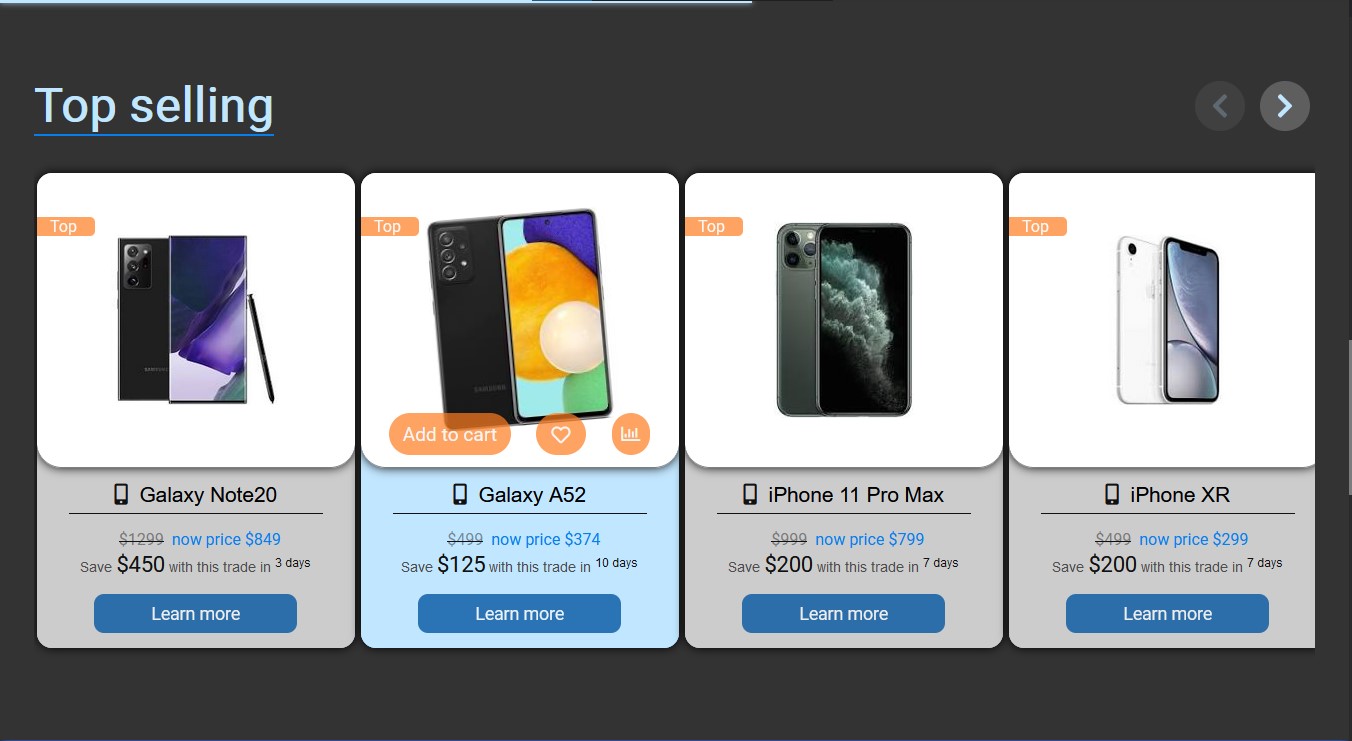 Top selling
Top
Top
Top
Top
SAMSUNG
Add to cart
Galaxy Note20
$1299 now price $849
Save $450 with this trade in 3 days
Learn more
Galaxy A52
$499 now price $374
Save $125 with this trade in 10 days
Learn more
iPhone 11 Pro Max
$999 now price $799
Save $200 with this trade in 7 days
Learn more
iPhone XR
$499 now price $299
Save $200 with this trade in 7 days
Learn more